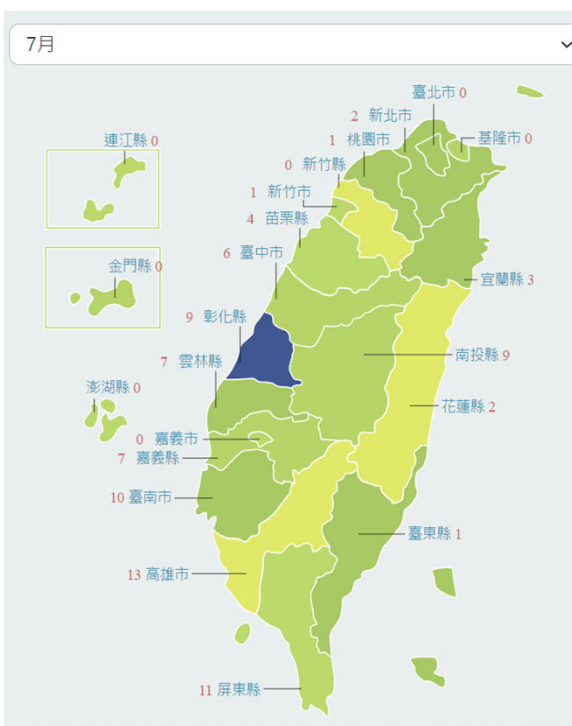 7月
臺北市 0
2 新北市
1 桃園市
基隆市 0
連江縣 0
0 新竹縣
1 新竹市
4 苗栗縣
6 臺中市
金門縣 0
宜蘭縣 3
9 彰化縣
南投縣 9
7 雲林縣
澎湖縣 0
花蓮縣 2
0 嘉義市
7 嘉義縣
10 臺南市
臺東縣 1
13 高雄市
11 屏東縣